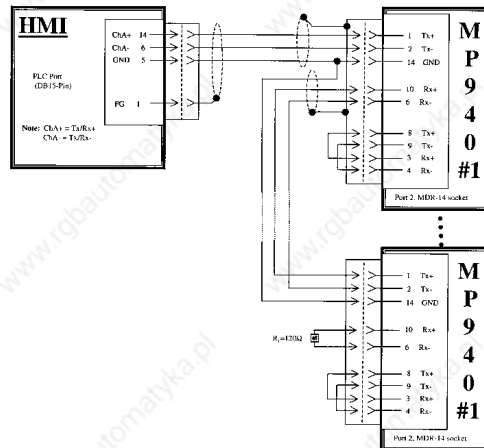 HMI
PLC Port
(DB15-Pin)
Note: ChA+ = Tx/Rx+
ChA- = Tx/Rx-
ChA+ 14
ChA- 6
GND 5
FG 1
1 Tx+
2 Tx-
14 GND
10 Rx+
6 Rx-
8 Tx+
9 Tx-
3 Rx+
4 Rx-
Port 2, MDR-14 socket
M
P
9
4
0
#1
1 Tx+
2 Tx-
14 GND
10 Rx+
6 Rx-
8 Tx+
9 Tx-
3 Rx+
4 Rx-
Port 2, MDR-14 socket
M
P
9
4
0
#1
www.rgbautomatyka.pl